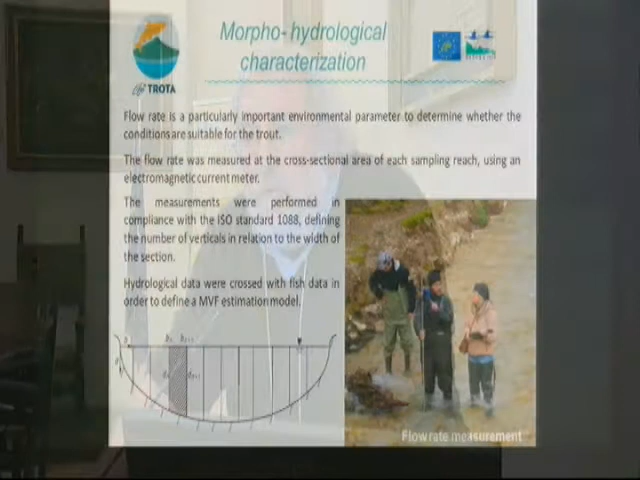 Morpho- hydrological
characterization
Life TROTA
Flow rate is a particularly important environmental parameter to determine whether the
conditions are suitable for the trout.
The flow rate was measured at the cross-sectional area of each sampling reach, using an
electromagnetic current meter.
The measurements were performed in
compliance with the ISO standard 1088, defining
the number of verticals in relation to the width of
the section.
Hydrological data were crossed with fish data in
order to define a MVF estimation model.
Flow rate measurement